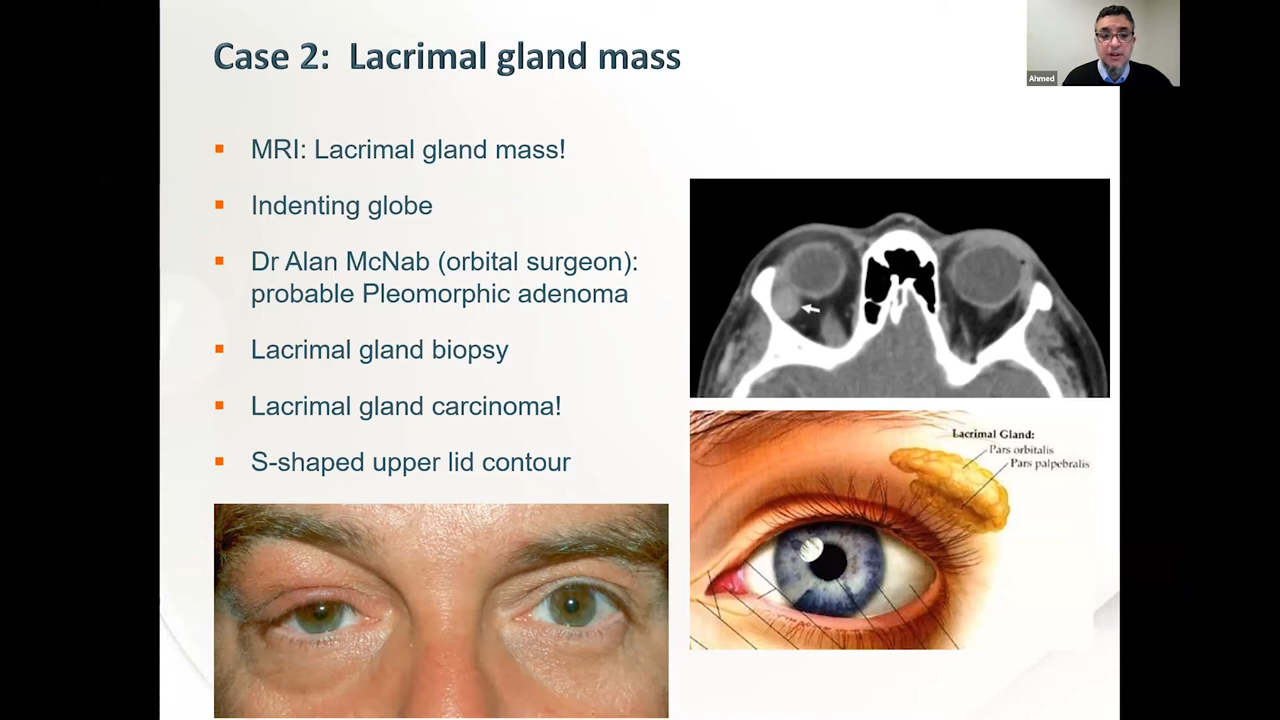 Case 2: Lacrimal gland mass
Ahmed
MRI: Lacrimal gland mass!
Indenting globe
Dr Alan McNab (orbital surgeon):
probable Pleomorphic adenoma
Lacrimal gland biopsy
Lacrimal gland carcinoma!
S-shaped upper lid contour
Lacrimal Gland:
Pars orbitalis
Pars palpebralis